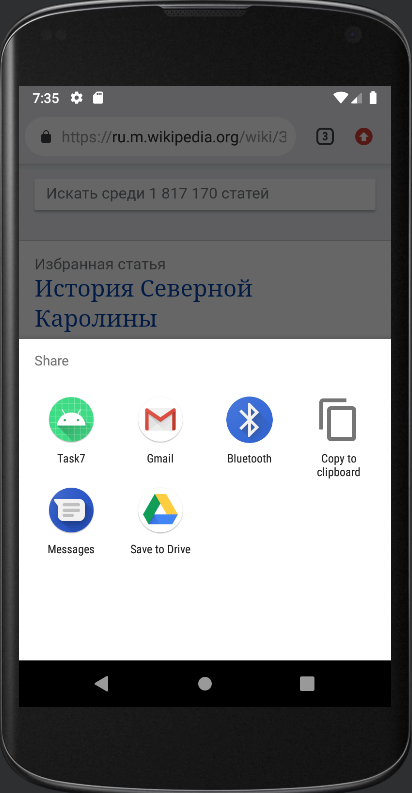 7:35
https://ru.m.wikipedia.org/wiki/З
3
Искать среди 1 817 170 статей
Избранная статья
История Северной
Каролины
Share
Task7
Gmail
Bluetooth
Copy to
clipboard
Messages
Save to Drive